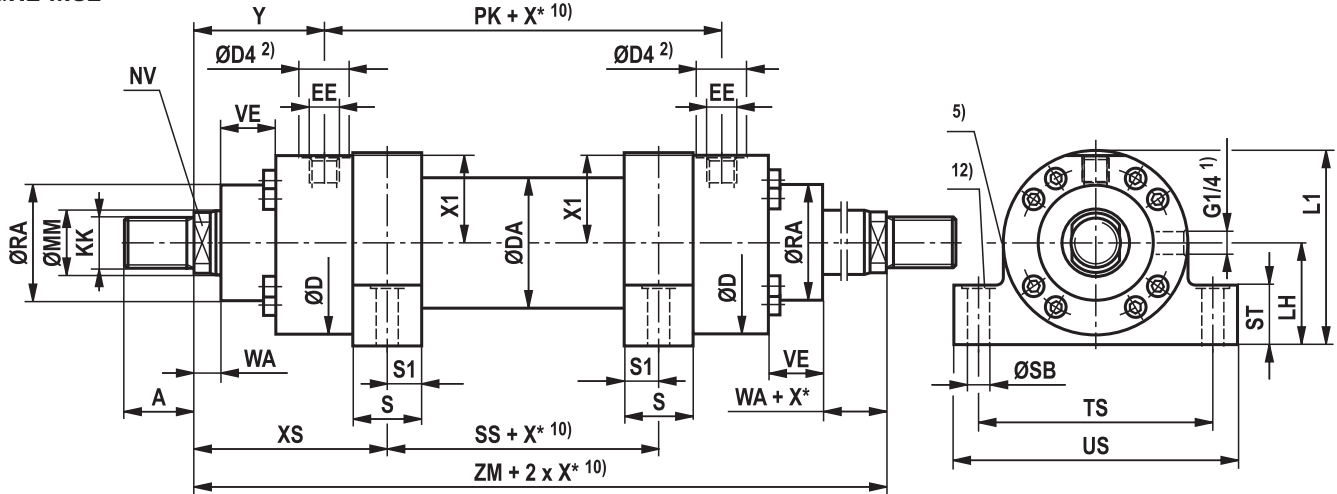 Y
PK + X* 10)
ØD4 2)
ØD4 2)
NV
EE
EE
VE
5)
12)
G1/4 1)
L1
X1
X1
ØRA
ØMM
KK
ØDA
ØRA
ØD
ØD
ST
LH
WA
S1
S1
VE
ØSB
A
S
S
WA + X*
TS
XS
SS + X* 10)
US
ZM + 2 x X* 10)